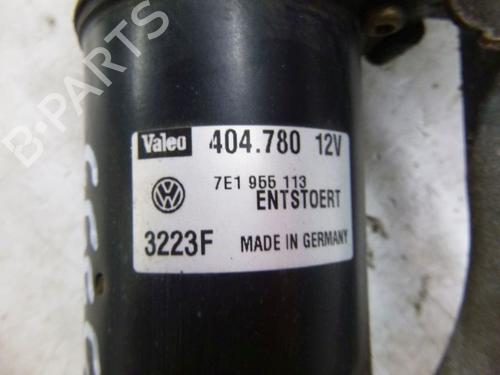 Valeo 404.780 12V
7E1 955 113
ENTSTOERT
3223F MADE IN GERMANY
B-PARTS